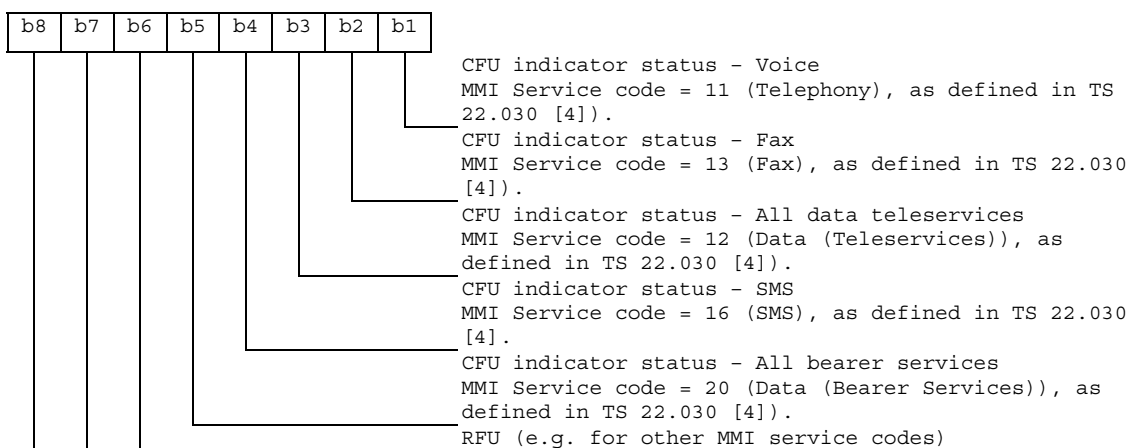 b8 b7 b6 b5 b4 b3 b2 b1
CFU indicator status – Voice
MMI Service code = 11 (Telephony), as defined in TS
22.030 [4]).
CFU indicator status – Fax
MMI Service code = 13 (Fax), as defined in TS 22.030
[4]).
CFU indicator status – All data teleservices
MMI Service code = 12 (Data (Teleservices)), as
defined in TS 22.030 [4]).
CFU indicator status – SMS
MMI Service code = 16 (SMS), as defined in TS 22.030
[4].
CFU indicator status – All bearer services
MMI Service code = 20 (Data (Bearer Services)), as
defined in TS 22.030 [4]).
RFU (e.g. for other MMI service codes)